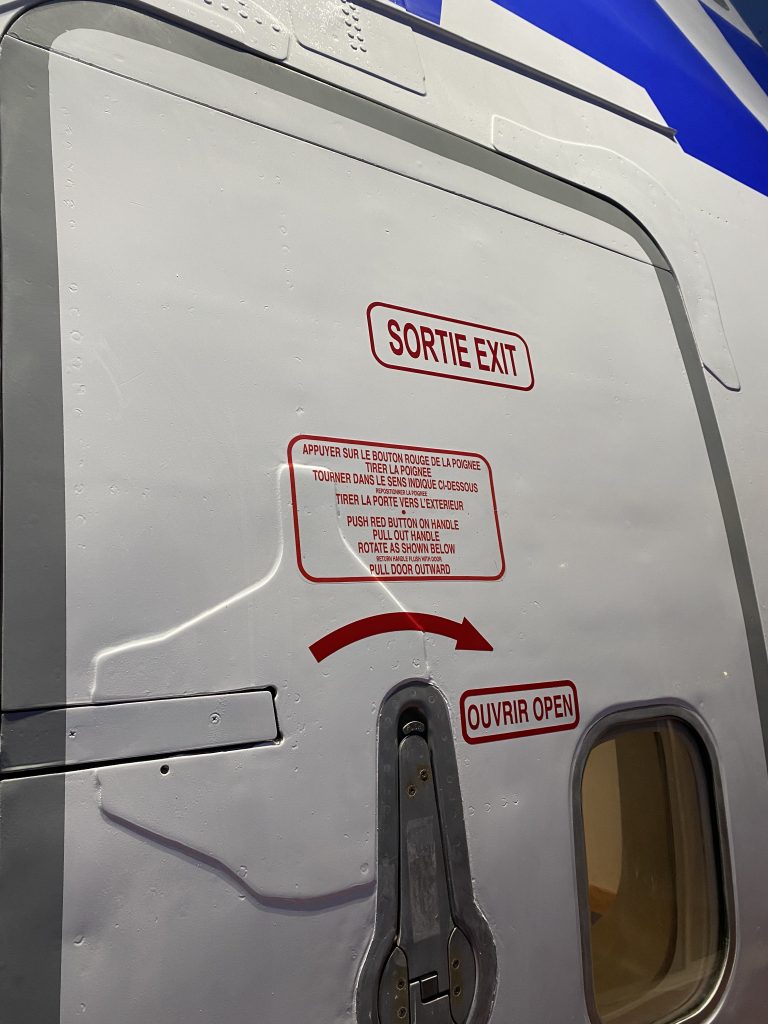 SORTIE EXIT
APPUYER SUR LE BOUTON ROUGE DE LA POIGNEE
TIRER LA POIGNEE
TOURNER DANS LE SENS INDIQUE CI-DESSOUS
REPOSITIONNER LA POIGNEE
TIRER LA PORTE VERS L'EXTERIEUR
•
PUSH RED BUTTON ON HANDLE
PULL OUT HANDLE
ROTATE AS SHOWN BELOW
RETURN HANDLE FLUSH WITH DOOR
PULL DOOR OUTWARD
OUVRIR OPEN